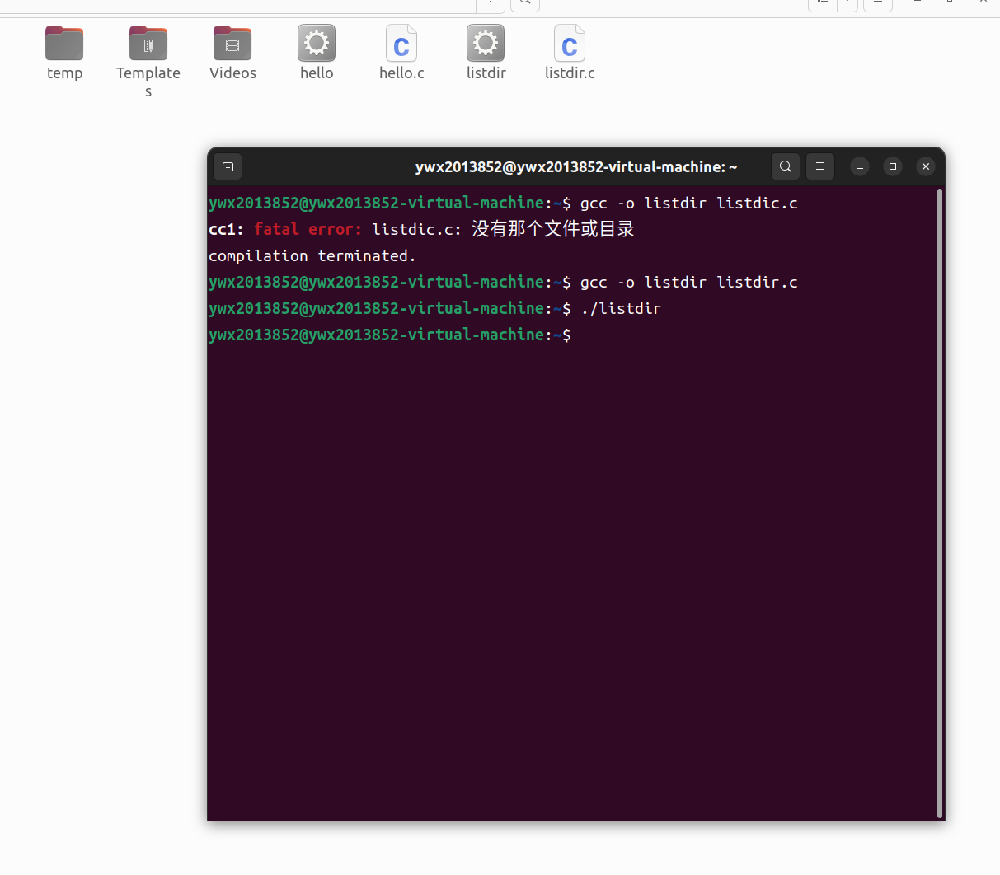 temp
Templates
Videos
hello
hello.c
listdir
listdir.c
ywx2013852@ywx2013852-virtual-machine: ~
ywx2013852@ywx2013852-virtual-machine:~$ gcc -o listdir listdic.c
cc1: fatal error: listdic.c: 没有那个文件或目录
compilation terminated.
ywx2013852@ywx2013852-virtual-machine:~$ gcc -o listdir listdir.c
ywx2013852@ywx2013852-virtual-machine:~$ ./listdir
ywx2013852@ywx2013852-virtual-machine:~$